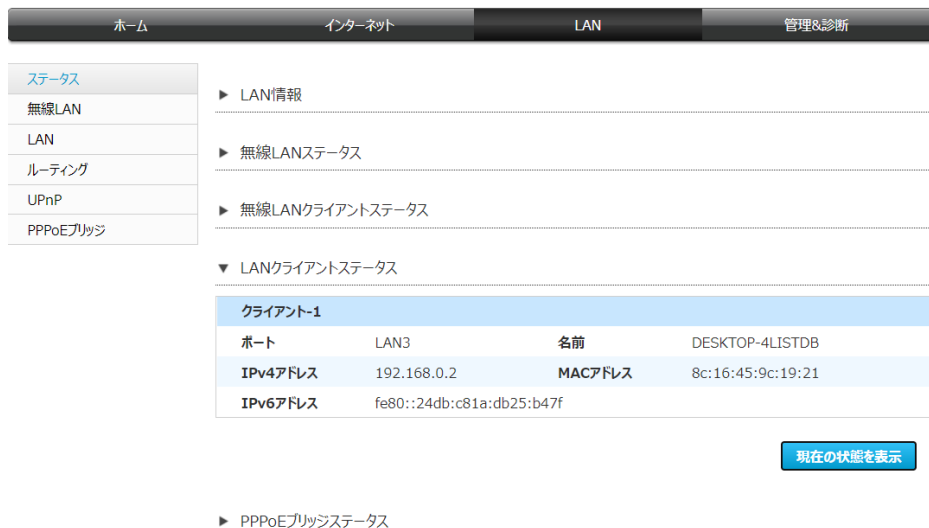 ホーム インターネット LAN 管理&診断
ステータス
無線LAN
LAN
ルーティング
UPnP
PPPoEブリッジ
▶ LAN情報
▶ 無線LANステータス
▶ 無線LANクライアントステータス
▼ LANクライアントステータス
クライアント-1
ポート LAN3 名前 DESKTOP-4LISTDB
IPv4アドレス 192.168.0.2 MACアドレス 8c:16:45:9c:19:21
IPv6アドレス fe80::24db:c81a:db25:b47f
現在の状態を表示
▶ PPPoEブリッジステータス